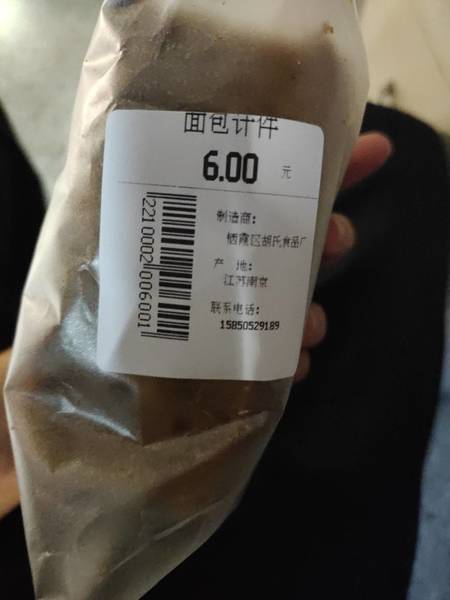 面包计件
6.00 元
制造商:
栖霞区胡氏食品厂
产 地:
江苏南京
联系电话:
15850529189
2210002006001